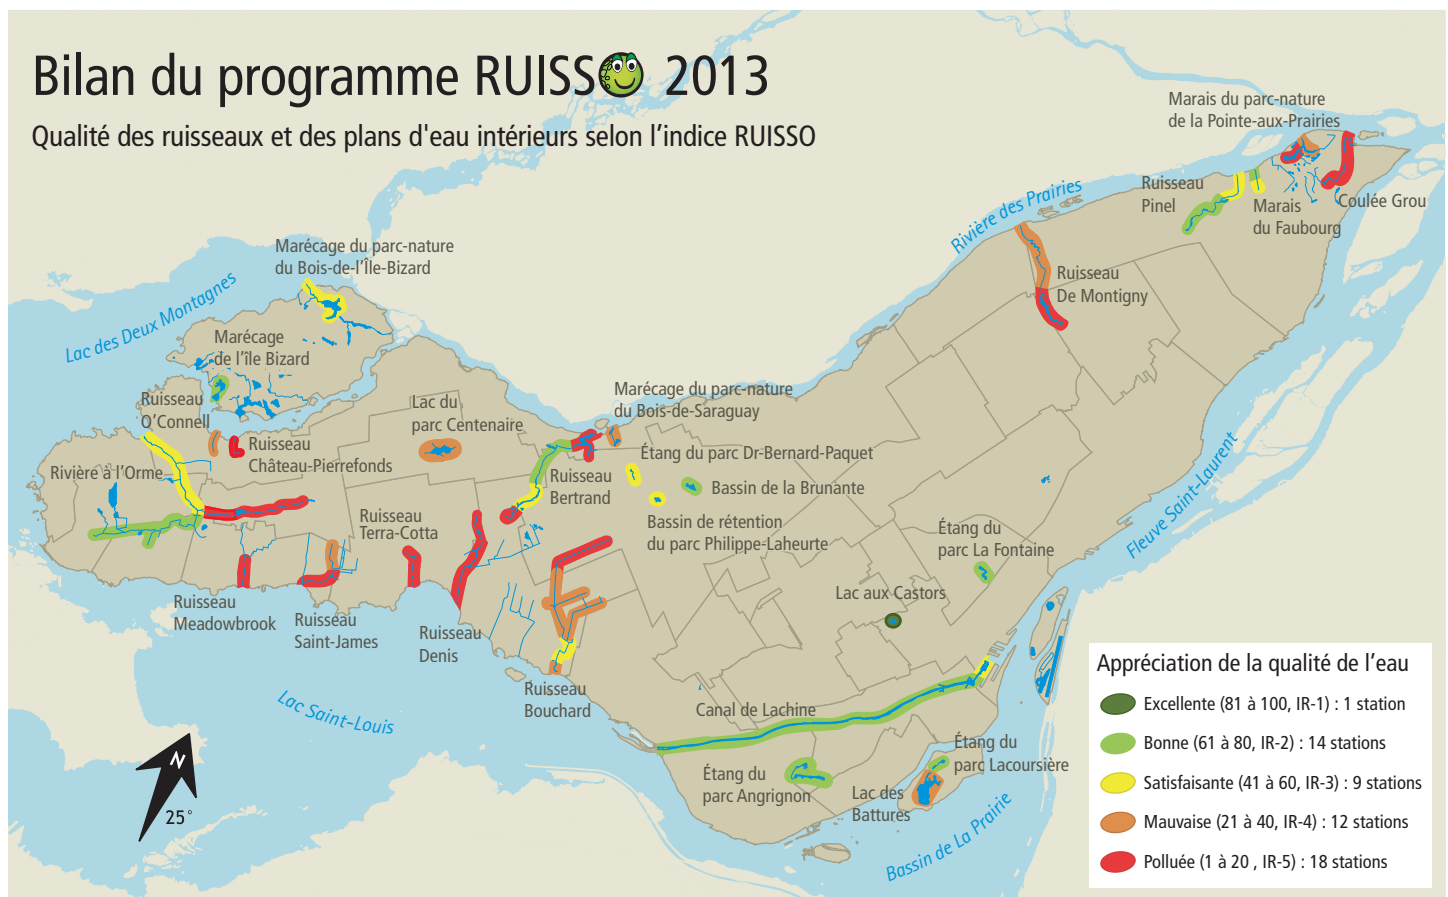 Bilan du programme RUISSO 2013
Qualité des ruisseaux et des plans d'eau intérieurs selon l'indice RUISSO
Marais du parc-nature
de la Pointe-aux-Prairies
Ruisseau
Pinel
Marais
du Faubourg
Coulée Grou
Rivière des Prairies
Ruisseau
De Montigny
Marécage du parc-nature
du Bois-de-l'Île-Bizard
Lac des Deux Montagnes
Marécage
de l'île Bizard
Ruisseau
O'Connell
Ruisseau
Château-Pierrefonds
Lac du
parc Centenaire
Marécage du parc-nature
du Bois-de-Saraguay
Rivière à l'Orme
Étang du parc Dr-Bernard-Paquet
Ruisseau
Bertrand
Bassin de la Brunante
Bassin de rétention
du parc Philippe-Laheurte
Ruisseau
Terra-Cotta
Étang du
parc La Fontaine
Fleuve Saint-Laurent
Lac aux Castors
Ruisseau
Meadowbrook
Ruisseau
Saint-James
Ruisseau
Denis
Ruisseau
Bouchard
Lac Saint-Louis
Canal de Lachine
Étang du
parc Angrignon
Étang du
parc Lacoursière
Lac des
Battures
Bassin de La Prairie
N
25°
Appréciation de la qualité de l'eau
Excellente (81 à 100, IR-1) : 1 station
Bonne (61 à 80, IR-2) : 14 stations
Satisfaisante (41 à 60, IR-3) : 9 stations
Mauvaise (21 à 40, IR-4) : 12 stations
Polluée (1 à 20 , IR-5) : 18 stations